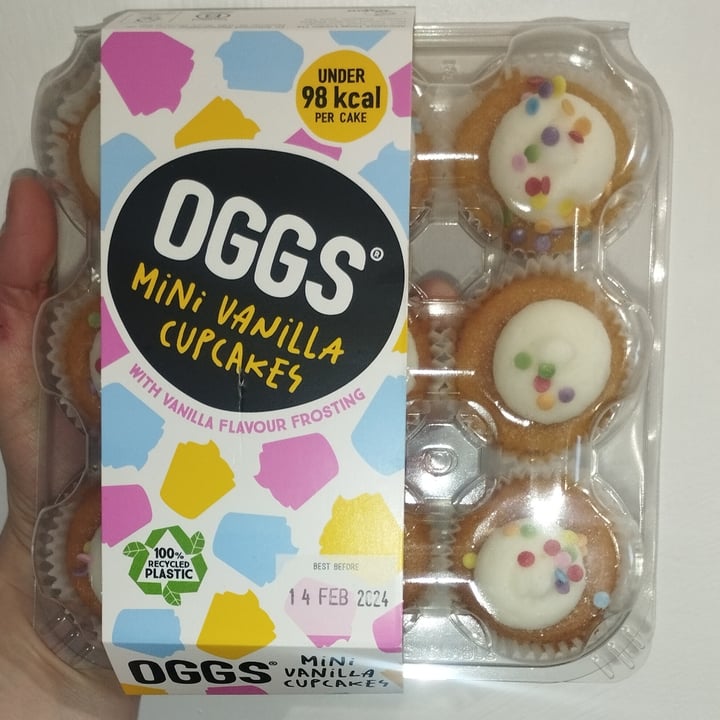 UNDER
98 kcal
PER CAKE
OGGS®
MiNi VANiLLA
CUPCAKES
WITH VANILLA FLAVOUR FROSTING
100%
RECYCLED
PLASTIC
BEST BEFORE
14 FEB 2024
OGGS® MiNi
VANiLLA
CUPCAKES